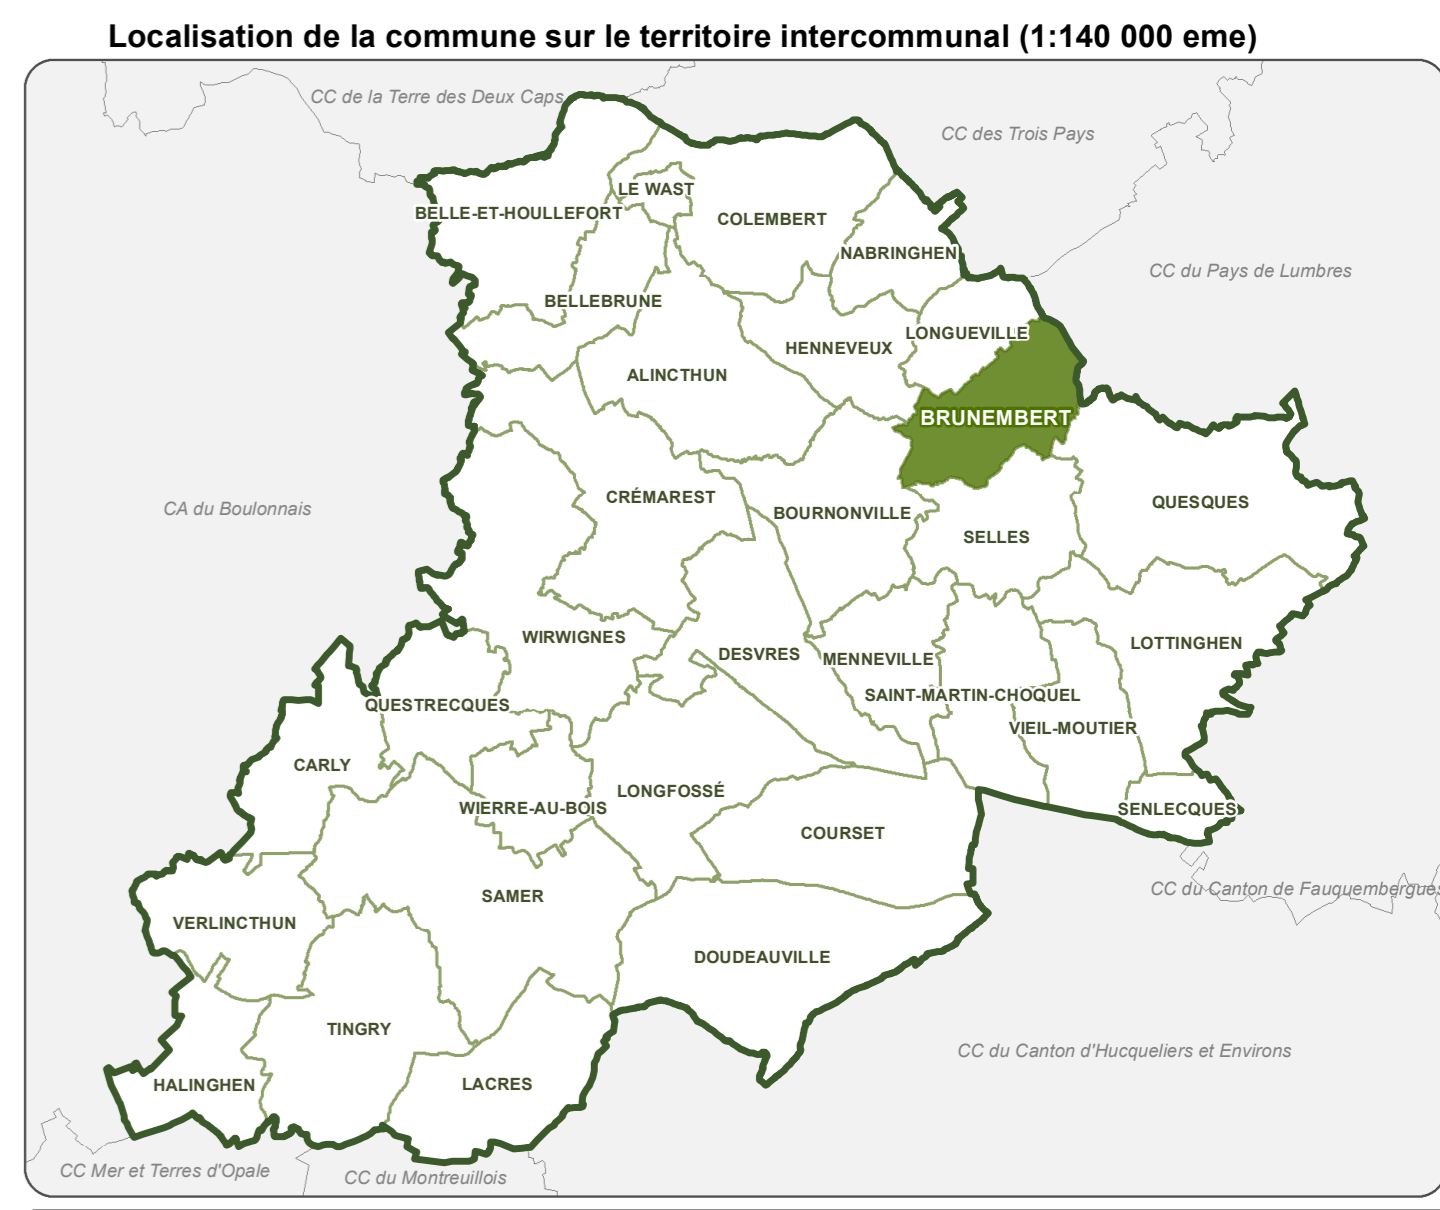 Localisation de la commune sur le territoire intercommunal (1:140 000 eme)
CC de la Terre des Deux Caps
CC des Trois Pays
LE WAST
BELLE-ET-HOULLEFORT
COLEMBERT
NABRINGHEN
CC du Pays de Lumbres
BELLEBRUNE
LONGUEVILLE
HENNEVEUX
ALINCTHUN
BRUNEMBERT
CRÉMAREST
QUESQUES
CA du Boulonnais
BOURNONVILLE
SELLES
WIRWIGNES
LOTTINGHEN
DESVRES
MENNEVILLE
SAINT-MARTIN-CHOQUEL
QUESTRECQUES
VIEIL-MOUTIER
CARLY
LONGFOSSÉ
WIERRE-AU-BOIS
SENLECQUES
COURSET
CC du Canton de Fauquembergues
SAMER
VERLINCTHUN
DOUDEAUVILLE
TINGRY
CC du Canton d'Hucqueliers et Environs
HALINGHEN
LACRES
CC Mer et Terres d'Opale
CC du Montreuillois